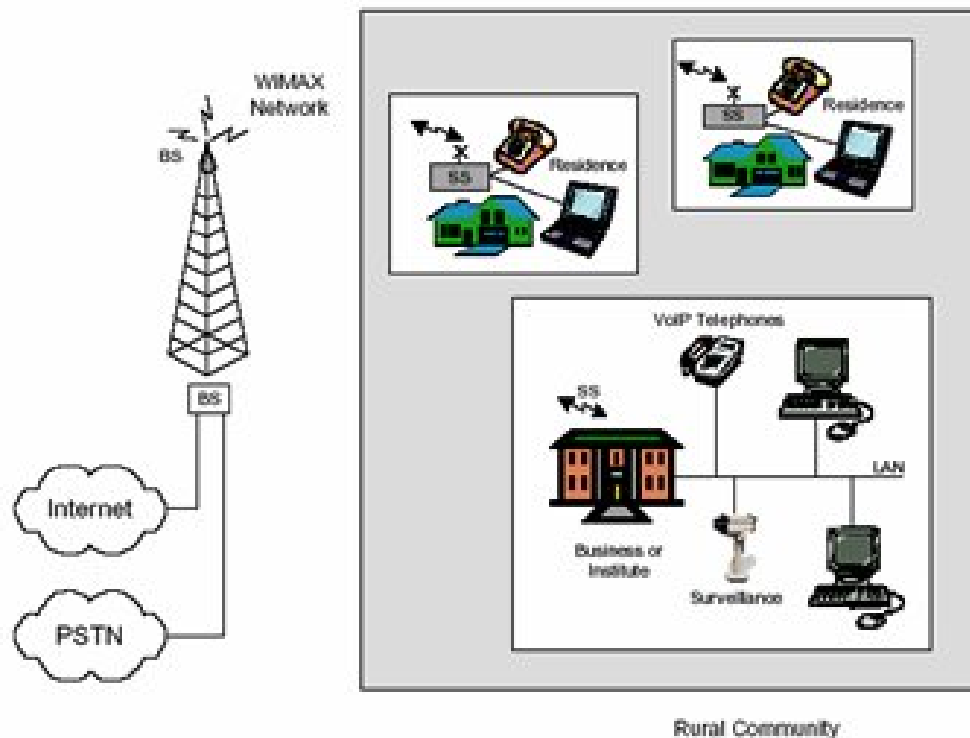 WiMAX
Network
BS
BS
Internet
PSTN
SS
Residence
SS
Residence
VoIP Telephones
SS
LAN
Business or
Institute
Surveillance
Rural Community